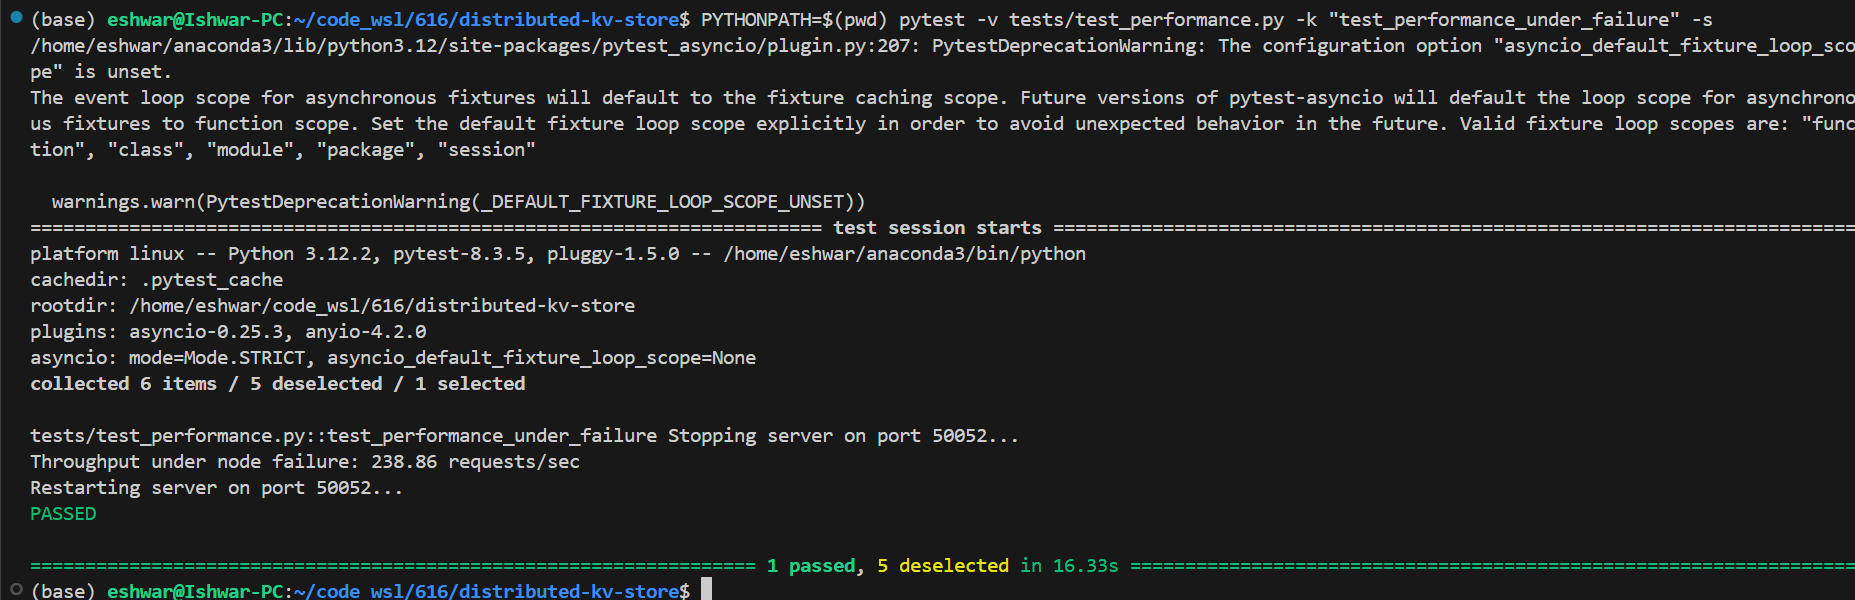 (base) eshwar@Ishwar-PC:~/code_wsl/616/distributed-kv-store$ PYTHONPATH=$(pwd) pytest -v tests/test_performance.py -k "test_performance_under_failure" -s
/home/eshwar/anaconda3/lib/python3.12/site-packages/pytest_asyncio/plugin.py:207: PytestDeprecationWarning: The configuration option "asyncio_default_fixture_loop_sco
pe" is unset.
The event loop scope for asynchronous fixtures will default to the fixture caching scope. Future versions of pytest-asyncio will default the loop scope for asynchrono
us fixtures to function scope. Set the default fixture loop scope explicitly in order to avoid unexpected behavior in the future. Valid fixture loop scopes are: "func
tion", "class", "module", "package", "session"
warnings.warn(PytestDeprecationWarning(_DEFAULT_FIXTURE_LOOP_SCOPE_UNSET))
======================================================================== test session starts =========================================================================
platform linux -- Python 3.12.2, pytest-8.3.5, pluggy-1.5.0 -- /home/eshwar/anaconda3/bin/python
cachedir: .pytest_cache
rootdir: /home/eshwar/code_wsl/616/distributed-kv-store
plugins: asyncio-0.25.3, anyio-4.2.0
asyncio: mode=Mode.STRICT, asyncio_default_fixture_loop_scope=None
collected 6 items / 5 deselected / 1 selected
tests/test_performance.py::test_performance_under_failure Stopping server on port 50052...
Throughput under node failure: 238.86 requests/sec
Restarting server on port 50052...
PASSED
================================================================== 1 passed, 5 deselected in 16.33s ==================================================================
(base) eshwar@Ishwar-PC:~/code_wsl/616/distributed-kv-store$